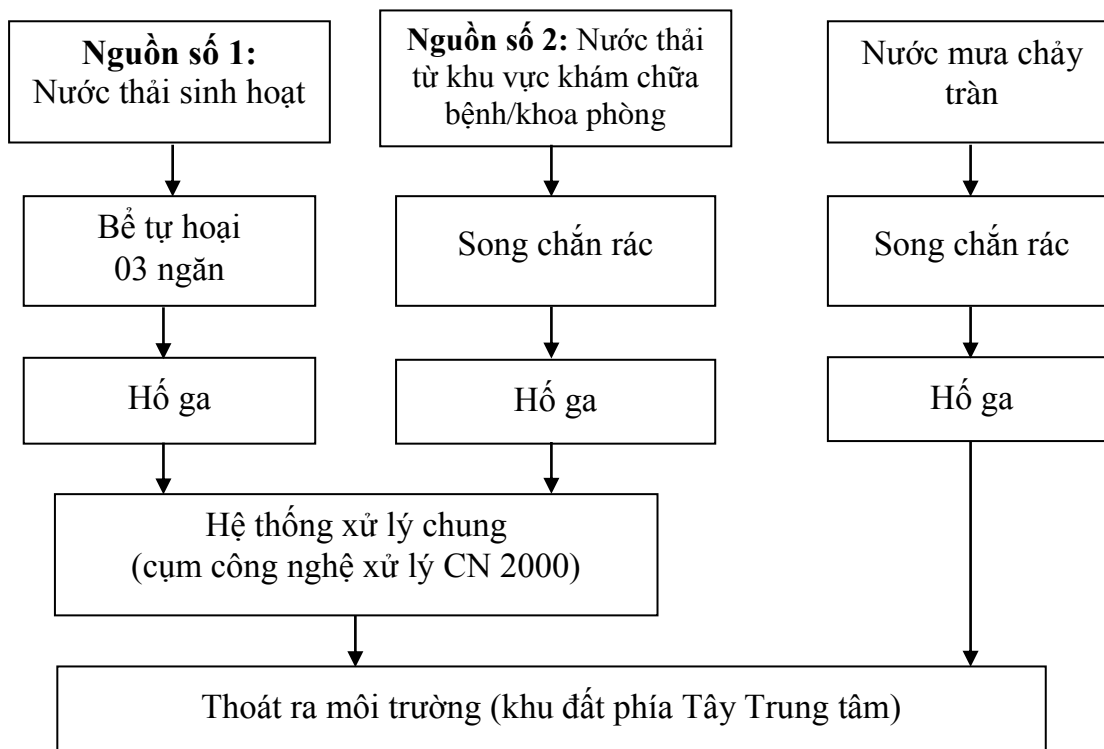 Nguồn số 1:
Nước thải sinh hoạt
Nguồn số 2: Nước thải
từ khu vực khám chữa
bệnh/khoa phòng
Nước mưa chảy
tràn
Bể tự hoại
03 ngăn
Song chắn rác
Song chắn rác
Hố ga
Hố ga
Hố ga
Hệ thống xử lý chung
(cụm công nghệ xử lý CN 2000)
Thoát ra môi trường (khu đất phía Tây Trung tâm)